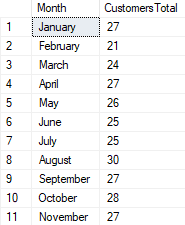 Month CustomersTotal
1 January 27
2 February 21
3 March 24
4 April 27
5 May 26
6 June 25
7 July 25
8 August 30
9 September 27
10 October 28
11 November 27